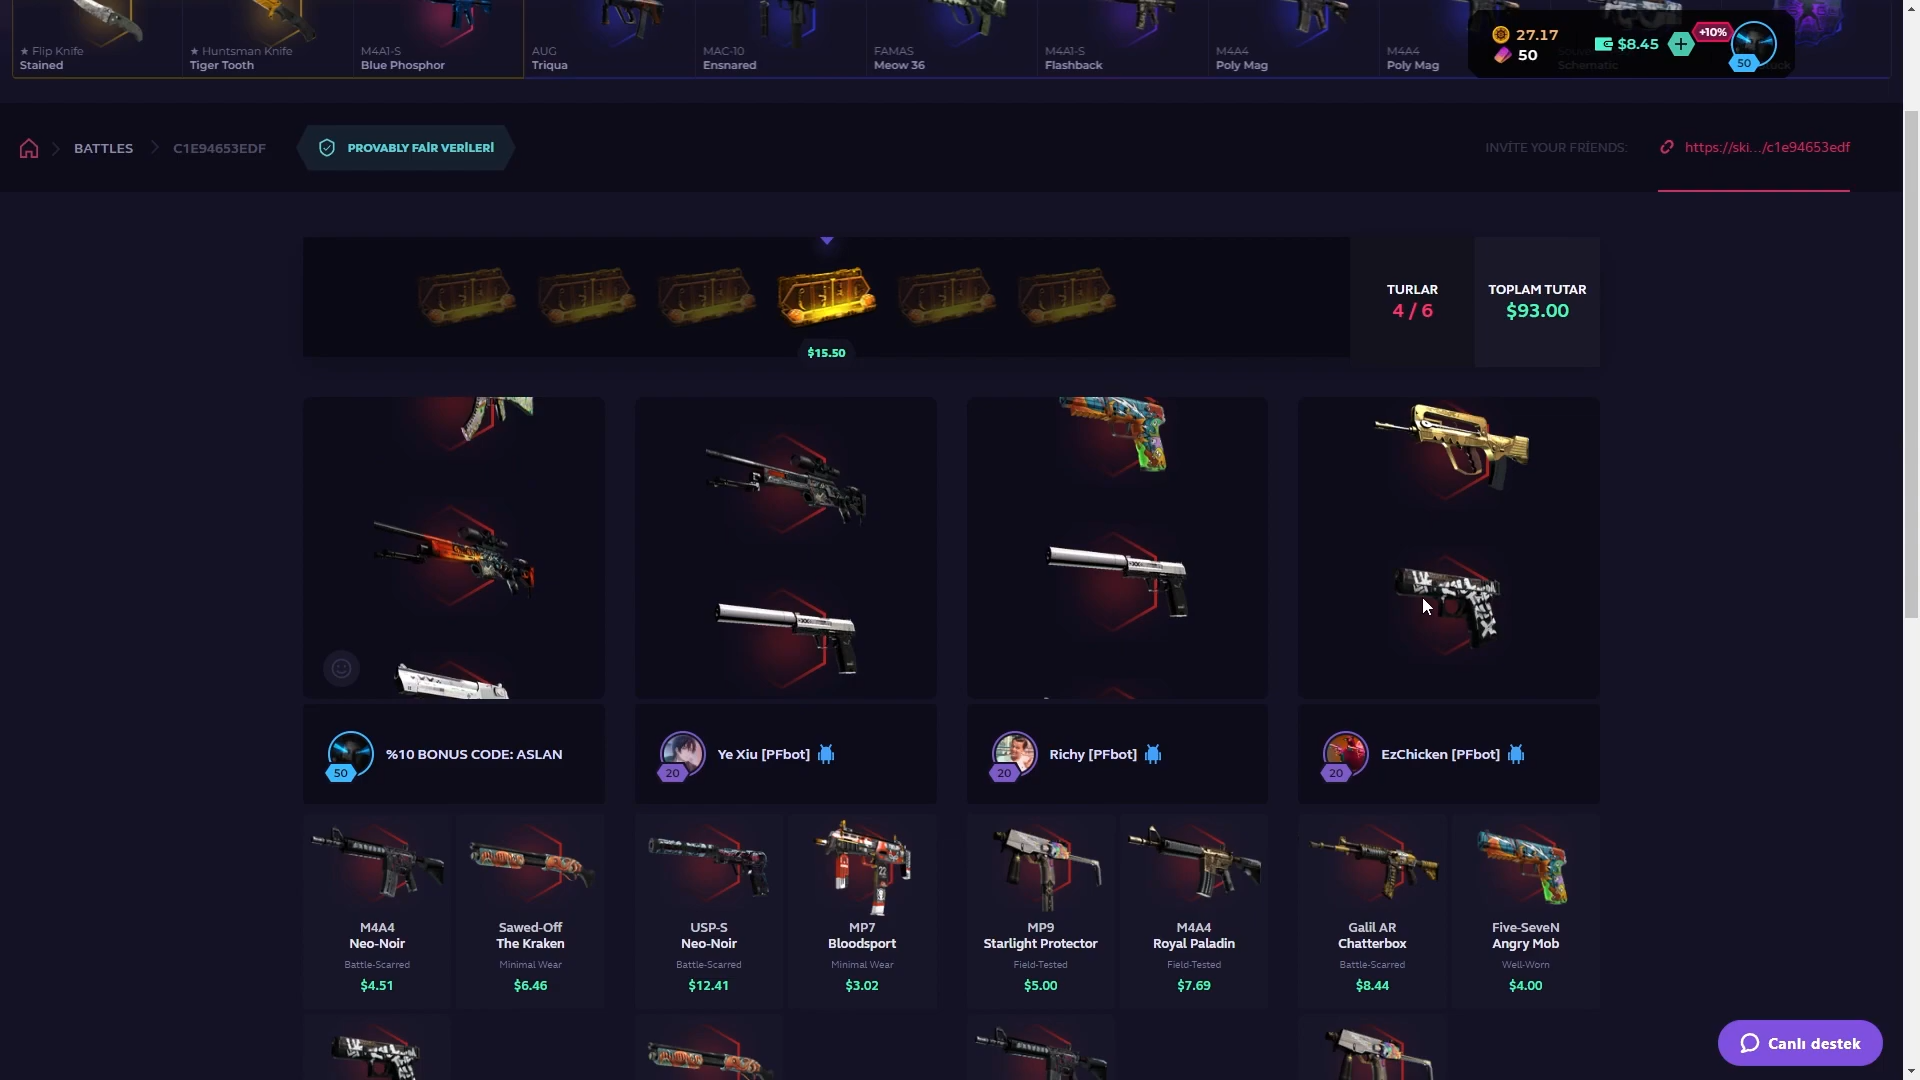 ★ Flip Knife
Stained
★ Huntsman Knife
Tiger Tooth
M4A1-S
Blue Phosphor
AUG
Triqua
MAC-10
Ensnared
FAMAS
Meow 36
M4A1-S
Flashback
M4A4
Poly Mag
M4A4
Poly Mag
Schematic
27.17
50
$8.45
+10%
50
BATTLES
C1E94653EDF
PROVABLY FAİR VERİLERİ
INVİTE YOUR FRİENDS:
https://ski.../c1e94653edf
TURLAR
4 / 6
TOPLAM TUTAR
$93.00
$15.50
%10 BONUS CODE: ASLAN
50
Ye Xiu [PFbot]
20
Richy [PFbot]
20
EzChicken [PFbot]
20
M4A4
Neo-Noir
Battle-Scarred
$4.51
Sawed-Off
The Kraken
Minimal Wear
$6.46
USP-S
Neo-Noir
Battle-Scarred
$12.41
MP7
Bloodsport
Minimal Wear
$3.02
MP9
Starlight Protector
Field-Tested
$5.00
M4A4
Royal Paladin
Field-Tested
$7.69
Galil AR
Chatterbox
Battle-Scarred
$8.44
Five-SeveN
Angry Mob
Well-Worn
$4.00
Canlı destek